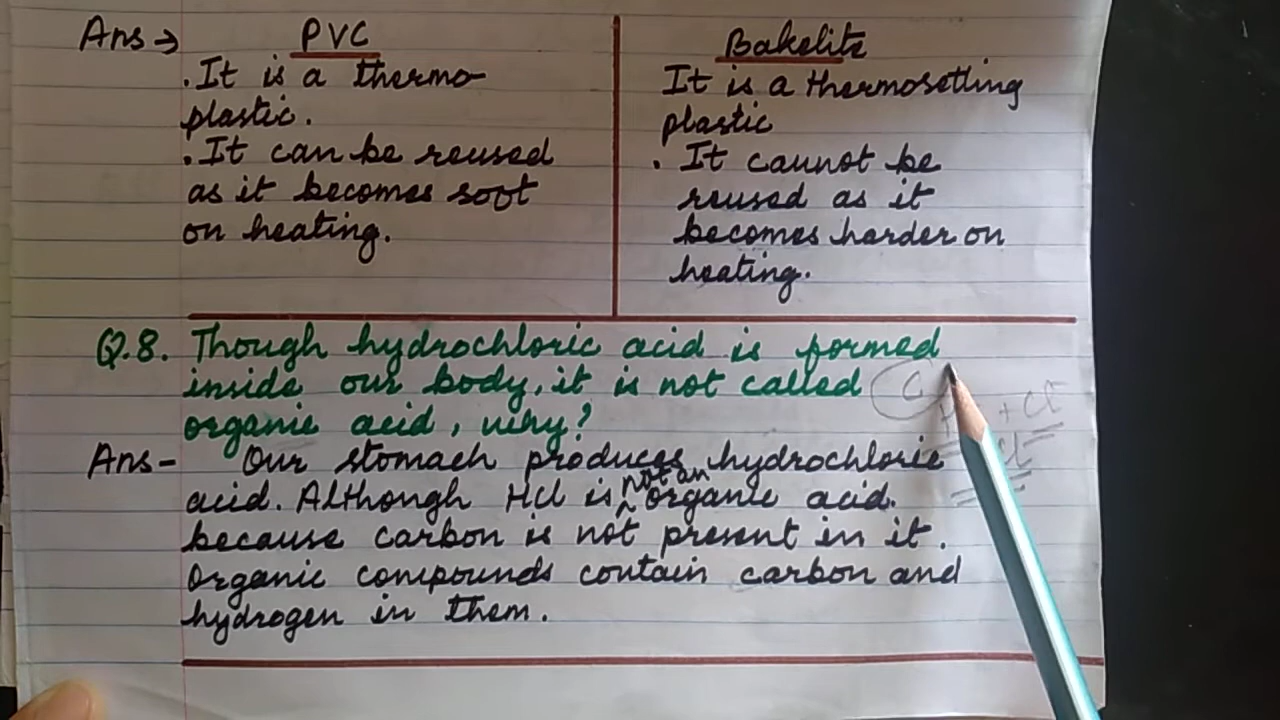 Ans →
PVC
. It is a thermo-
plastic.
. It can be reused
as it becomes soft
on heating.
Bakelite
It is a thermosetting
plastic
. It cannot be
reused as it
becomes harder on
heating.
Q.8. Though hydrochloric acid is formed
inside our body, it is not called
organic acid, why?
Ans- Our stomach produces hydrochloric
acid. Although HCl is not an organic acid.
because carbon is not present in it.
Organic compounds contain carbon and
hydrogen in them.
C
+ Cl